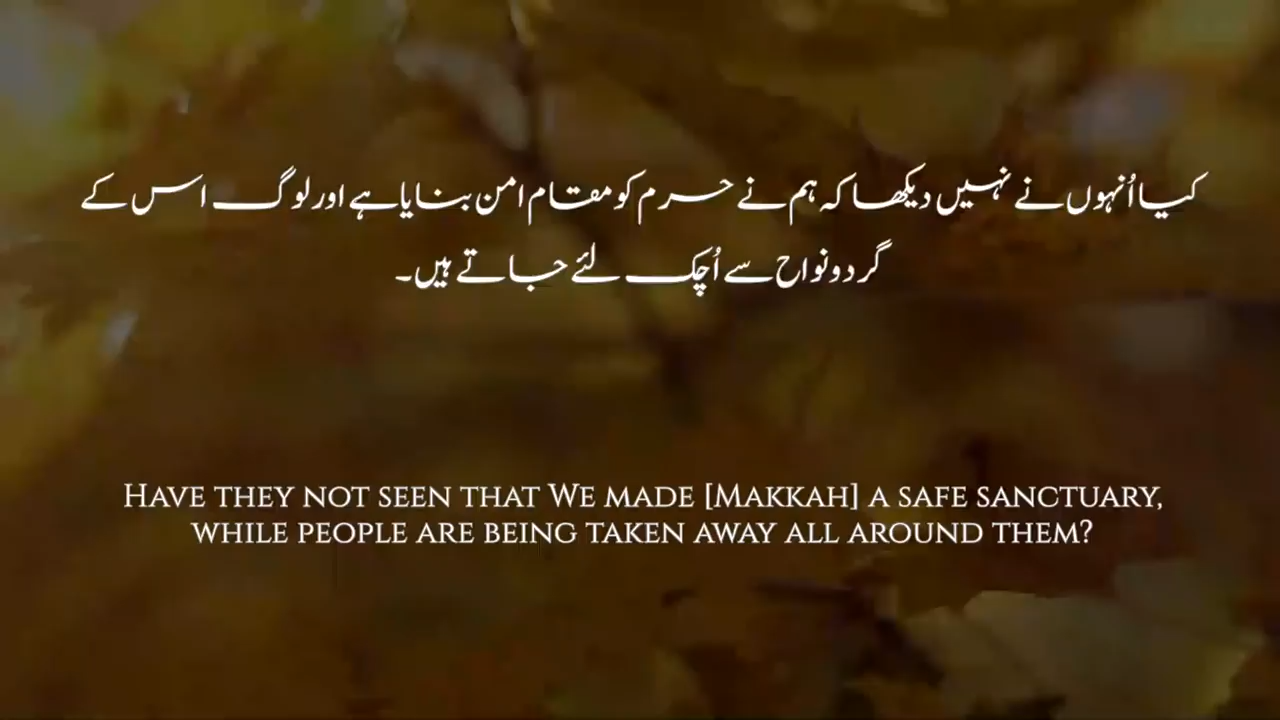 کیا اُنہوں نے نہیں دیکھا کہ ہم نے حرم کو مقام امن بنایا ہے اور لوگ اس کے
گرد و نواح سے اُچک لئے جاتے ہیں۔
Have they not seen that We made [Makkah] a safe sanctuary,
while people are being taken away all around them?